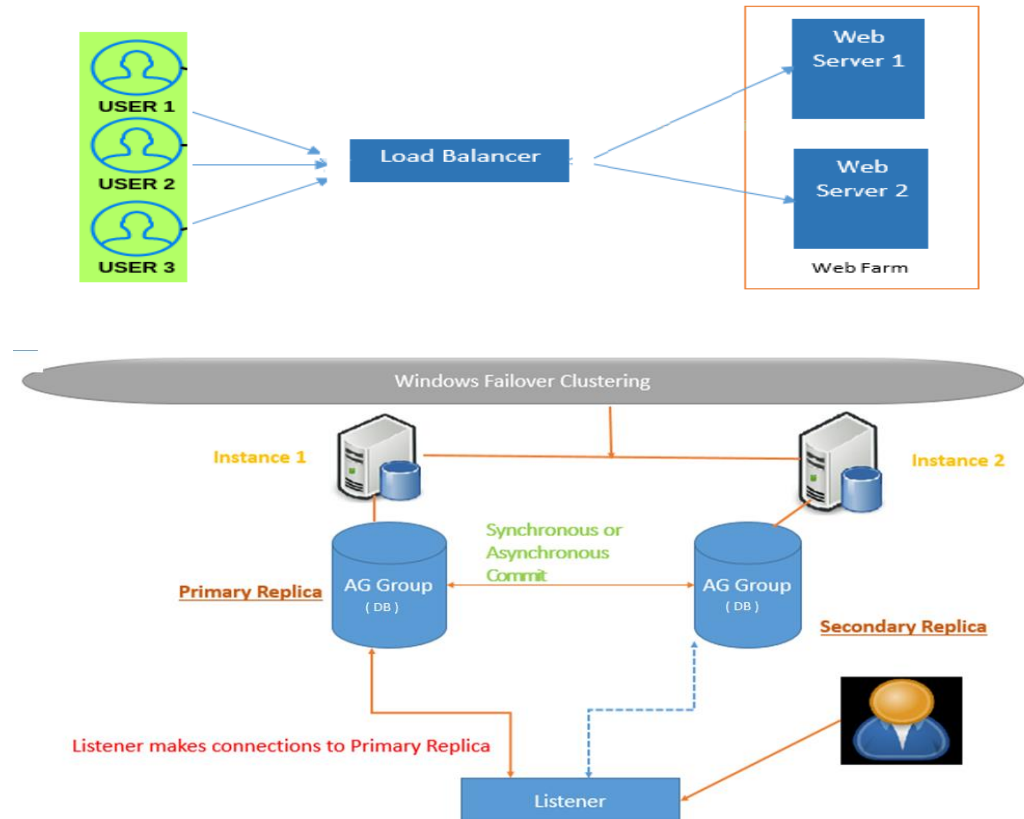 USER 1
USER 2
USER 3
Load Balancer
Web
Server 1
Web
Server 2
Web Farm
Windows Failover Clustering
Instance 1
Instance 2
Synchronous or
Asynchronous
Commit
Primary Replica
AG Group
( DB )
AG Group
( DB )
Secondary Replica
Listener makes connections to Primary Replica
Listener